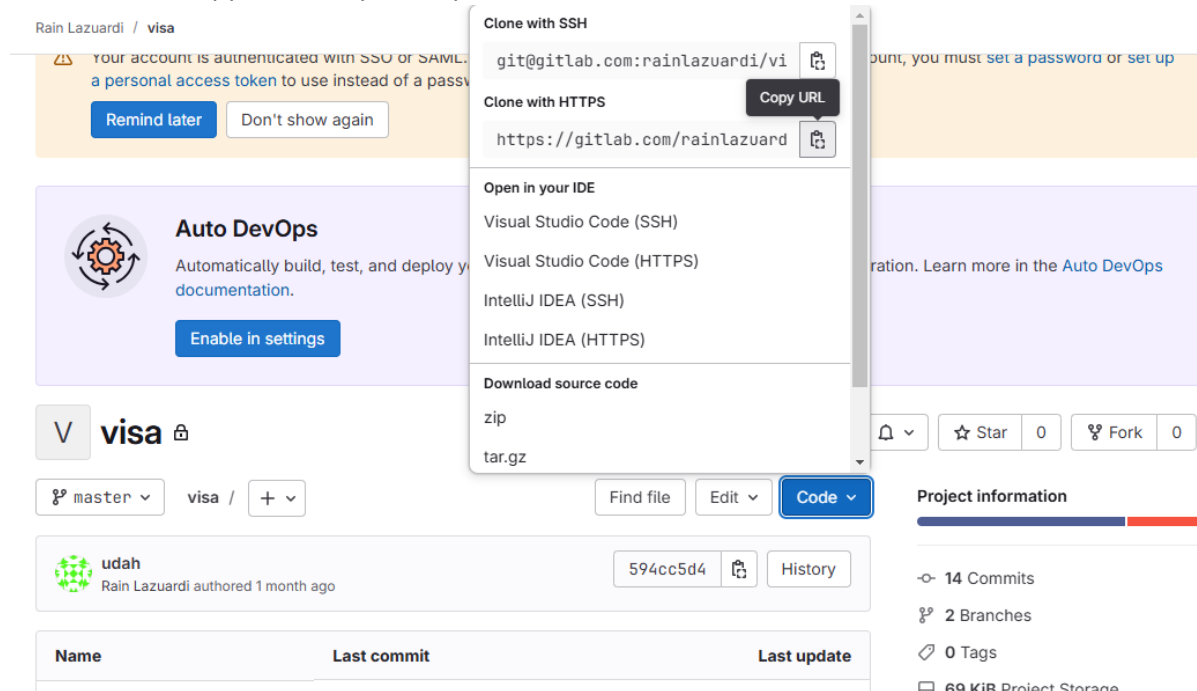 Rain Lazuardi / visa
Your account is authenticated with SSO or SAML. ount, you must set a password or set up
a personal access token to use instead of a passw
Remind later Don't show again
Clone with SSH
git@gitlab.com:rainlazuardi/vi
Clone with HTTPS
Copy URL
https://gitlab.com/rainlazuard
Open in your IDE
Visual Studio Code (SSH)
Visual Studio Code (HTTPS)
IntelliJ IDEA (SSH)
IntelliJ IDEA (HTTPS)
Download source code
zip
tar.gz
Auto DevOps
Automatically build, test, and deploy y ration. Learn more in the Auto DevOps
documentation.
Enable in settings
V visa
Star 0 Fork 0
master visa / +
Find file Edit Code
udah
Rain Lazuardi authored 1 month ago
594cc5d4 History
Name Last commit Last update
Project information
14 Commits
2 Branches
0 Tags
69 KiB Project Storage